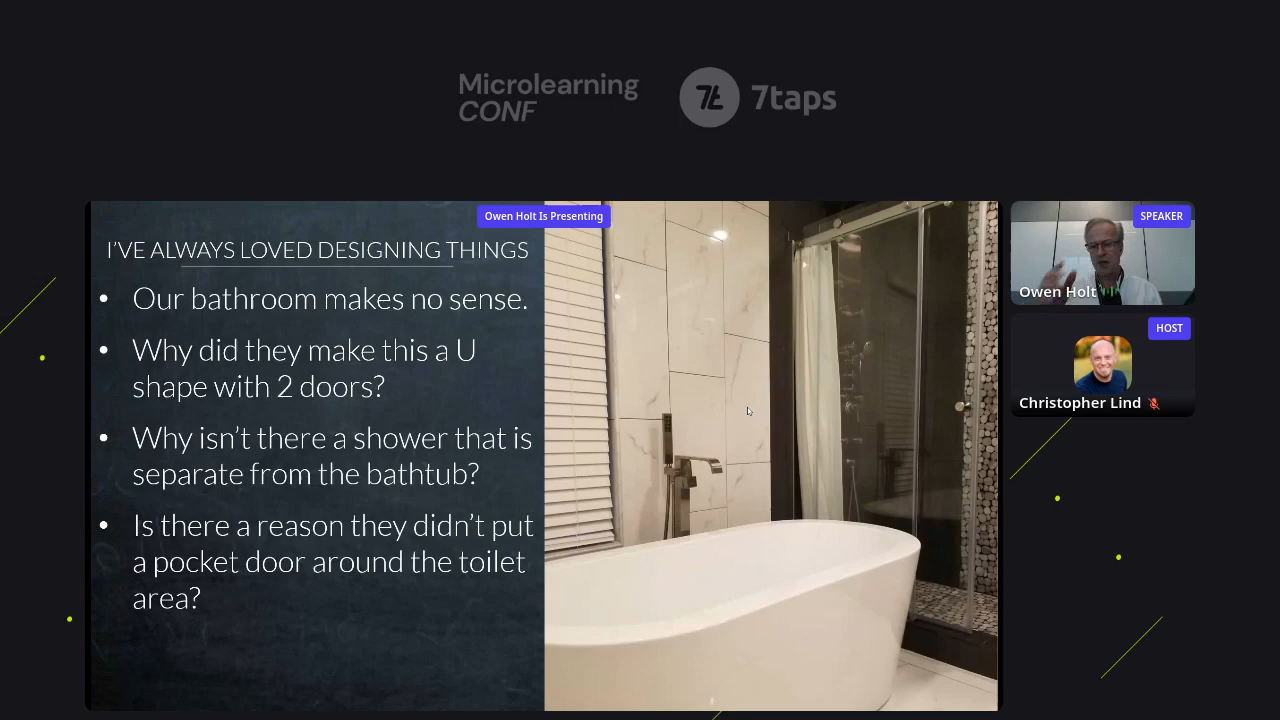 Microlearning
CONF
7taps
Owen Holt Is Presenting
I'VE ALWAYS LOVED DESIGNING THINGS
• Our bathroom makes no sense.
• Why did they make this a U
shape with 2 doors?
• Why isn't there a shower that is
separate from the bathtub?
• Is there a reason they didn't put
a pocket door around the toilet
area?
SPEAKER
Owen Holt
HOST
Christopher Lind